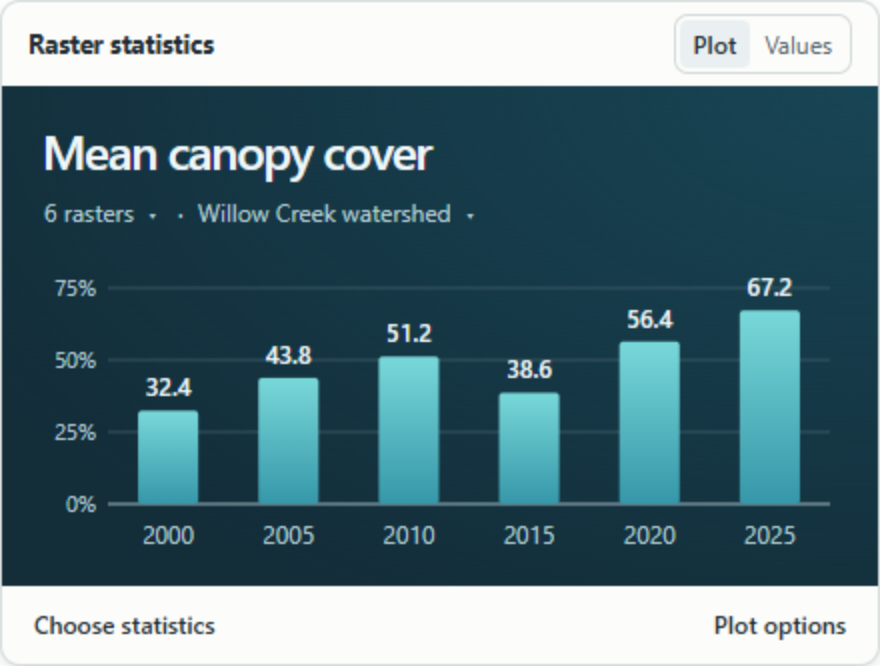 Raster statistics
Plot Values
Mean canopy cover
6 rasters ▾ · Willow Creek watershed ▾
75%
50%
25%
0%
32.4
43.8
51.2
38.6
56.4
67.2
2000 2005 2010 2015 2020 2025
Choose statistics
Plot options